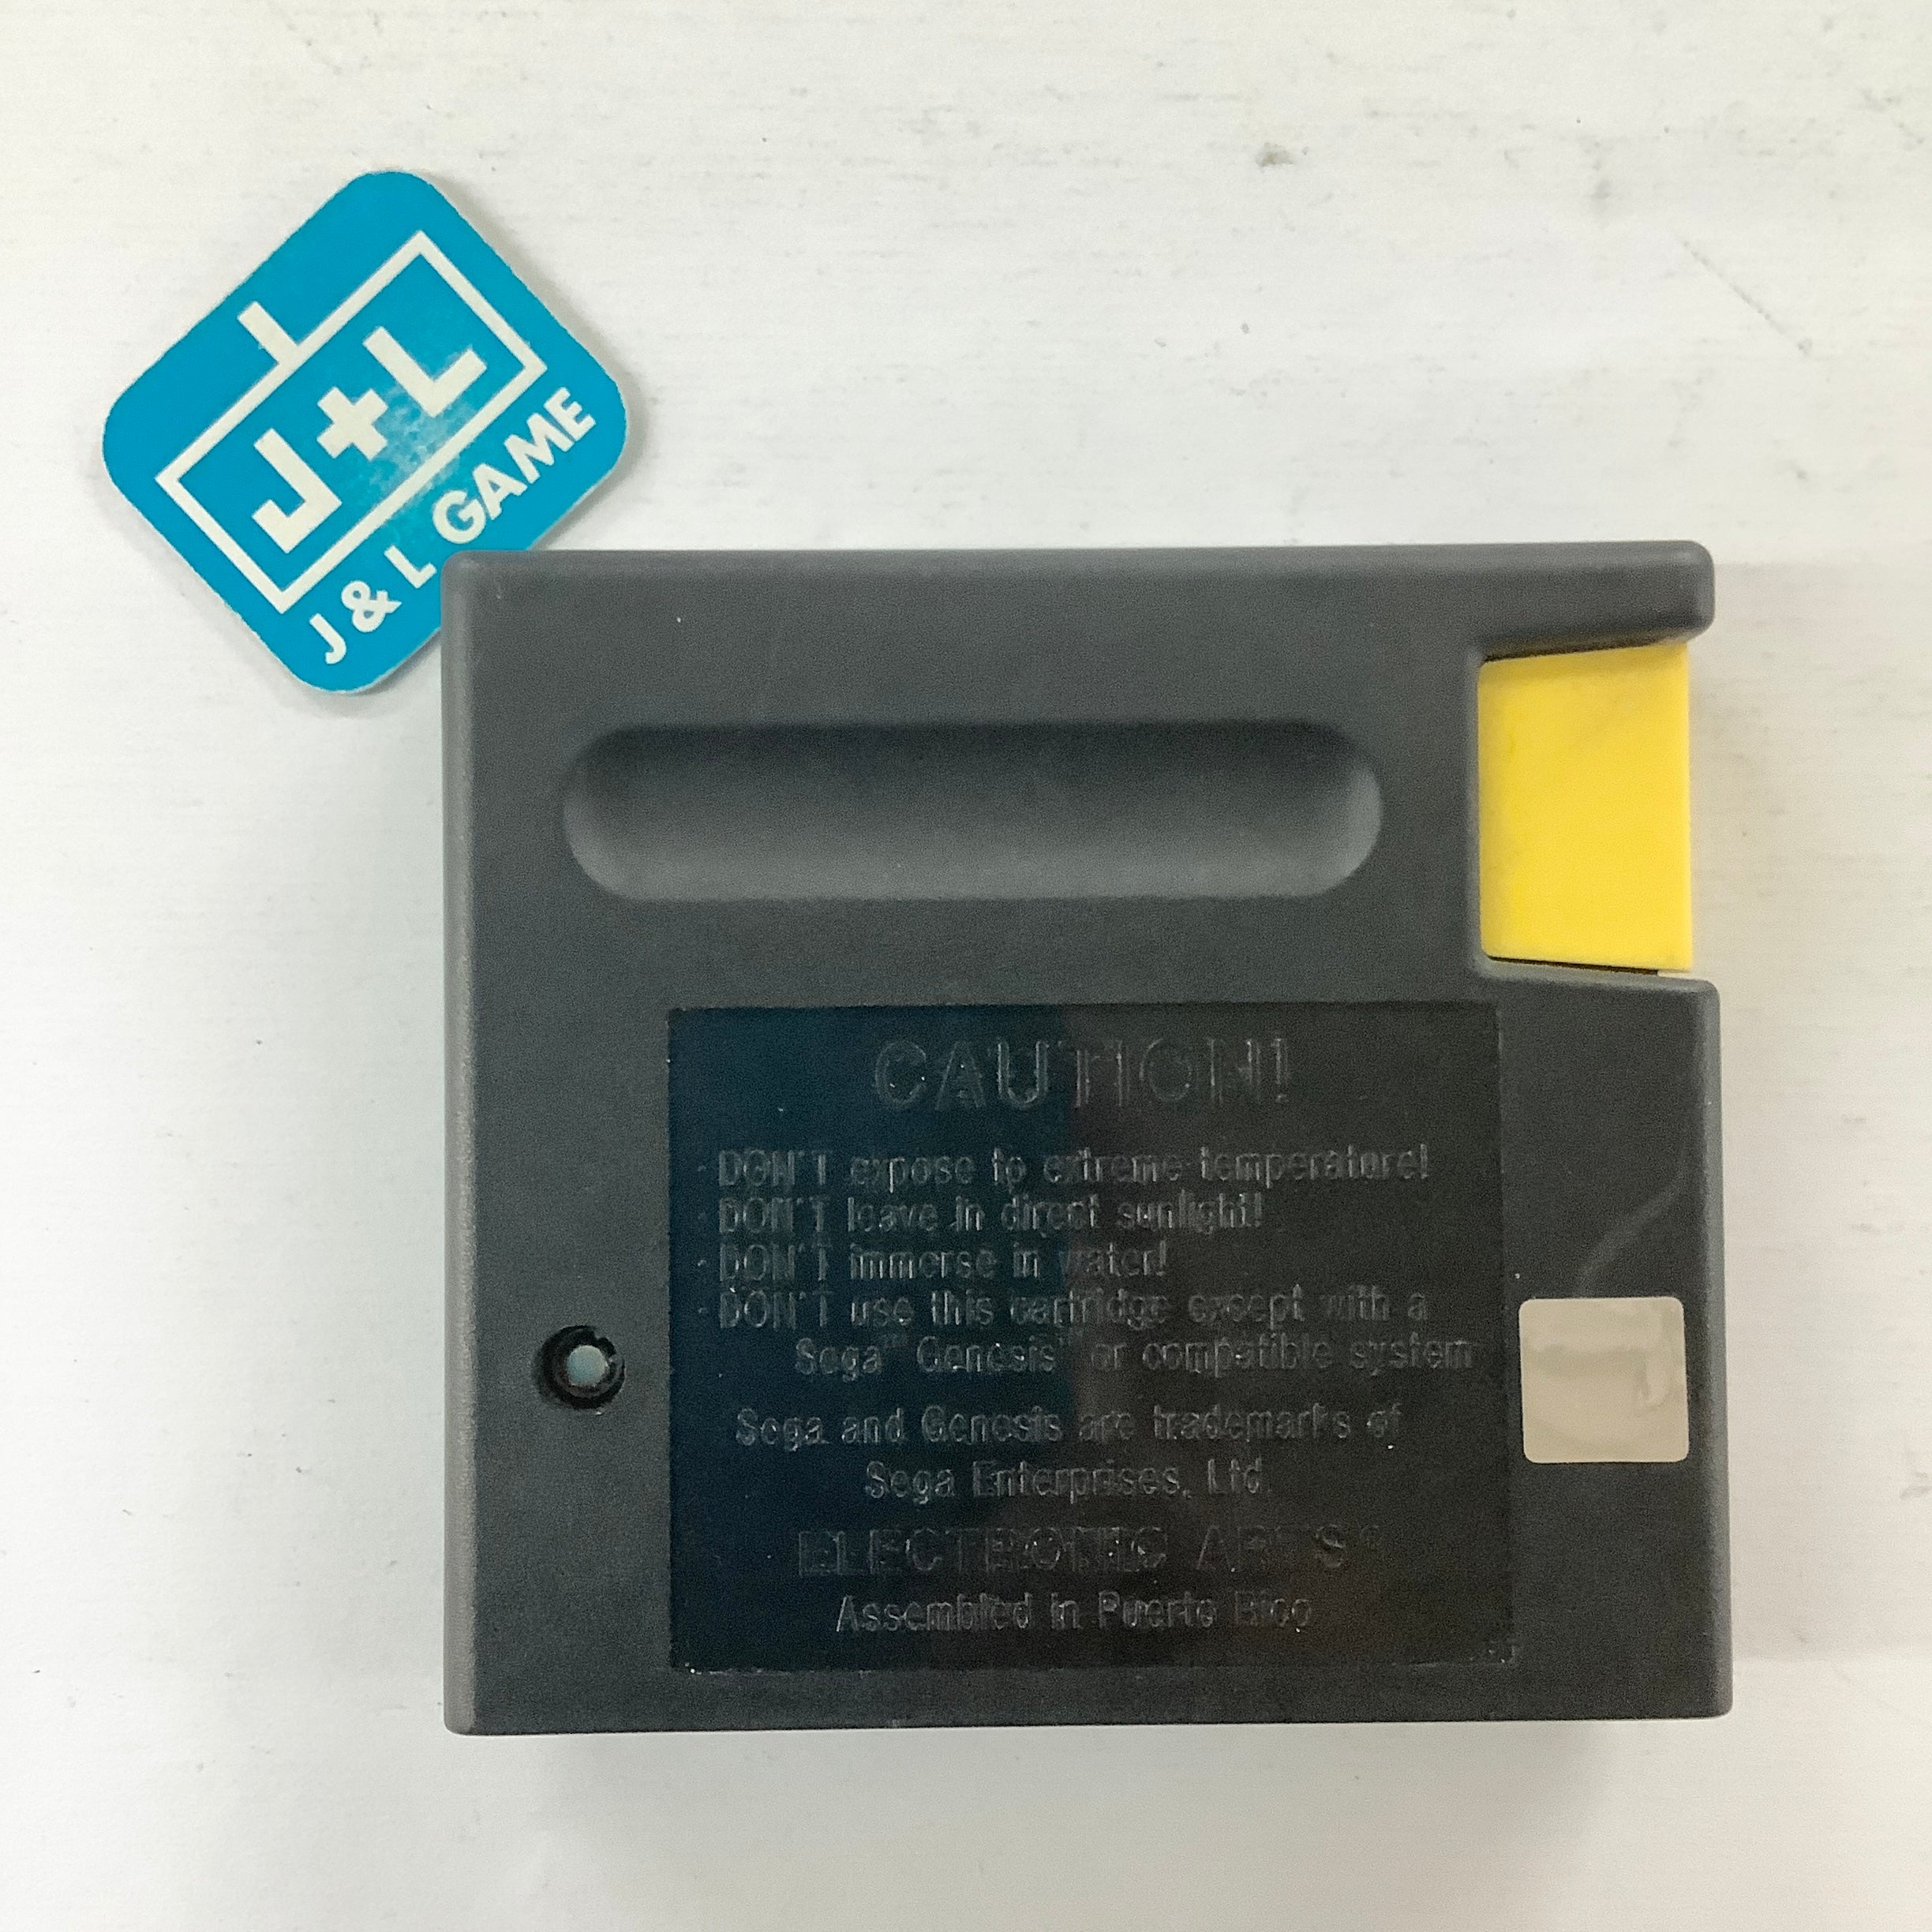 J+L
J & L GAME
CAUTION!
· DON'T expose to extreme temperature!
· DON'T leave in direct sunlight!
· DON'T immerse in water!
· DON'T use this cartridge except with a
Sega™ Genesis™ or compatible system
Sega and Genesis are trademarks of
Sega Enterprises, Ltd.
ELECTRONIC ARTS®
Assembled in Puerto Rico